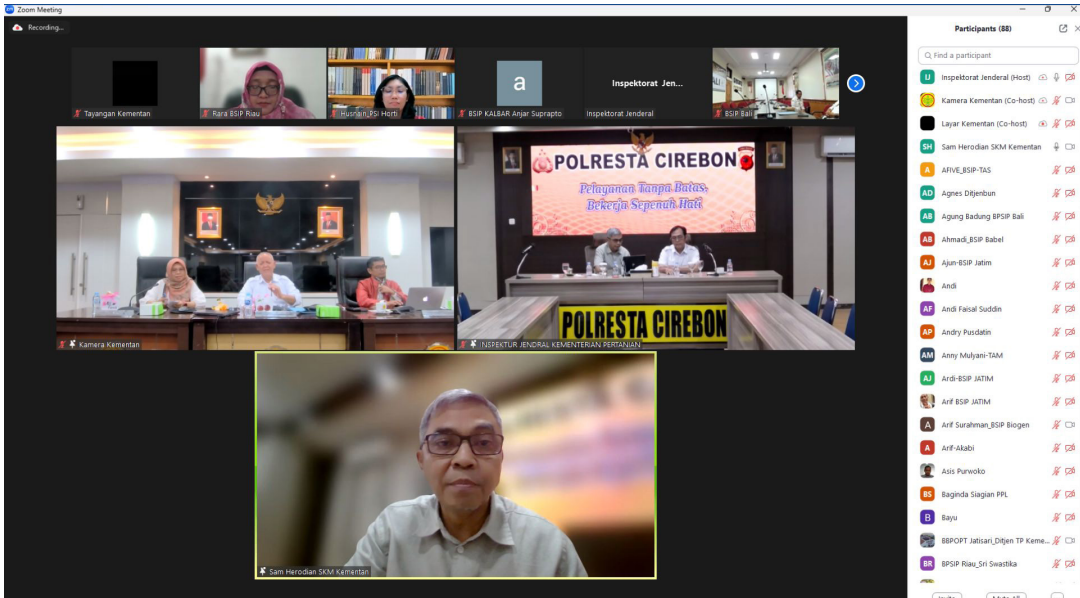 Zoom Meeting
Recording...
Participants (88)
Find a participant
Tayangan Kementan
Rara BSIP Riau
Husnain_PSI Horti
a
BSIP KALBAR Anjar Suprapto
Inspektorat Jen...
Inspektorat Jenderal
BSIP Bali
POLRESTA CIREBON
Pelayanan Tanpa Batas,
Bekerja Sepenuh Hati
POLRESTA CIREBON
Kamera Kementan
INSPEKTUR JENDRAL KEMENTERIAN PERTANIAN
Sam Herodian SKM Kementan
IJ Inspektorat Jenderal (Host)
Kamera Kementan (Co-host)
Layar Kementan (Co-host)
SH Sam Herodian SKM Kementan
A AFIVE_BSIP-TAS
AD Agnes Ditjenbun
AB Agung Badung BPSIP Bali
AB Ahmadi_BSIP Babel
AJ Ajun-BSIP Jatim
Andi
AF Andi Faisal Suddin
AP Andry Pusdatin
AM Anny Mulyani-TAM
AJ Ardi-BSIP JATIM
Arif BSIP JATIM
A Arif Surahman_BSIP Biogen
A Arif-Akabi
Asis Purwoko
BS Baginda Siagian PPL
B Bayu
BBPOPT Jatisari_Ditjen TP Keme...
BR BPSIP Riau_Sri Swastika